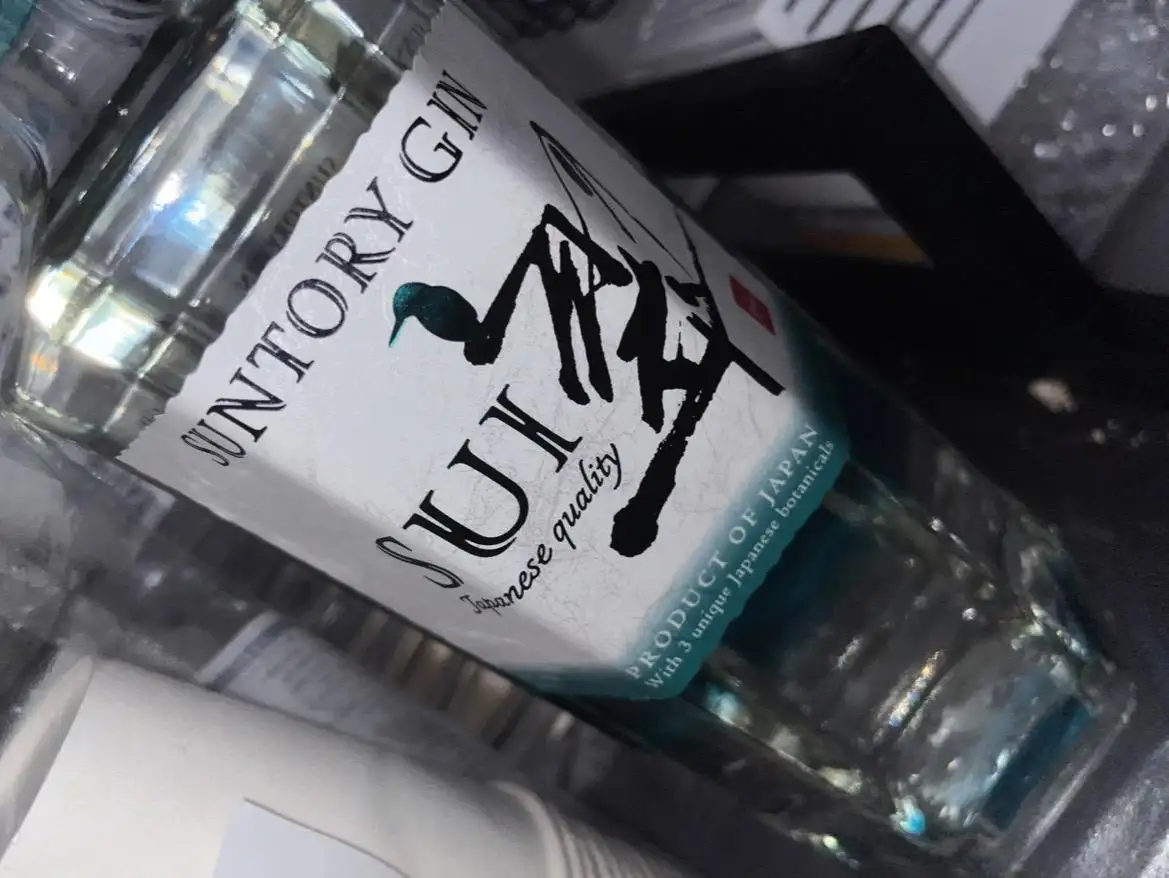 SUNTORY GIN
翠
SUI
Japanese quality
PRODUCT OF JAPAN
With 3 unique Japanese botanicals